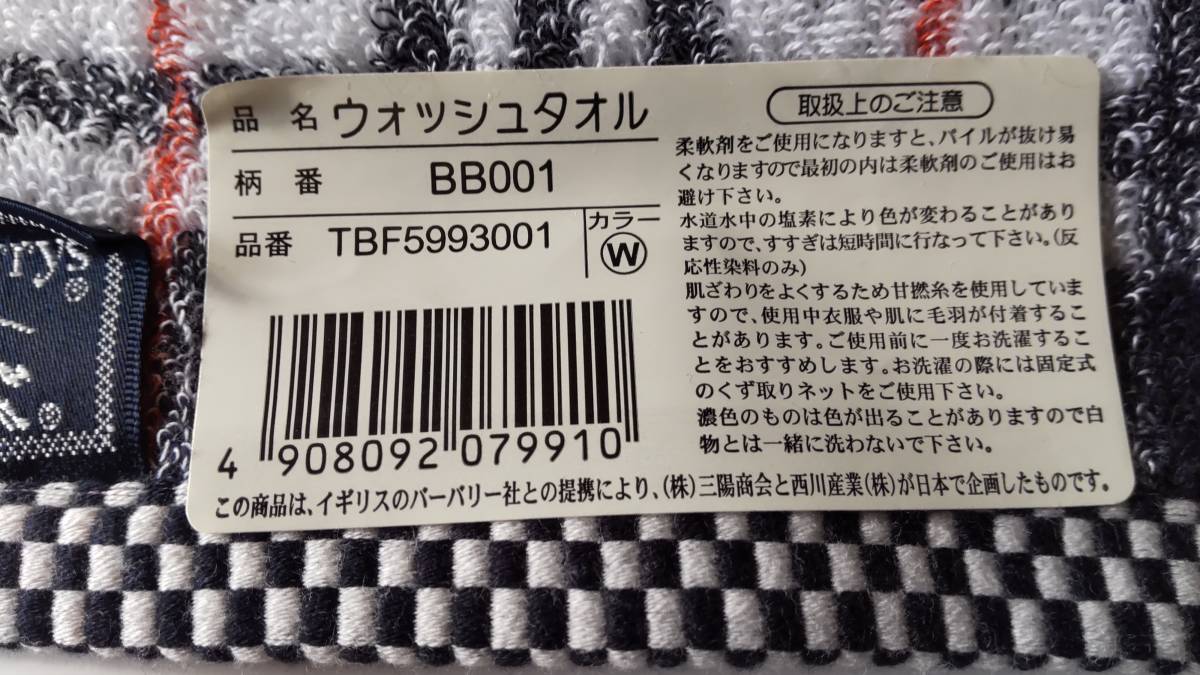 品名 ウォッシュタオル
柄番 BB001
品番 TBF5993001
カラー
W
4 908092 079910
取扱上のご注意
柔軟剤をご使用になりますと、パイルが抜け易
くなりますので最初の内は柔軟剤のご使用はお
避け下さい。
水道水中の塩素により色が変わることがあり
ますので、すすぎは短時間に行なって下さい。(反
応性染料のみ)
肌ざわりをよくするため甘撚糸を使用していま
すので、使用中衣服や肌に毛羽が付着するこ
とがあります。ご使用前に一度お洗濯するこ
とをおすすめします。お洗濯の際には固定式
のくず取りネットをご使用下さい。
濃色のものは色が出ることがありますので白
物とは一緒に洗わないで下さい。
この商品は、イギリスのバーバリー社との提携により、(株)三陽商会と西川産業(株)が日本で企画したものです。
rrys®